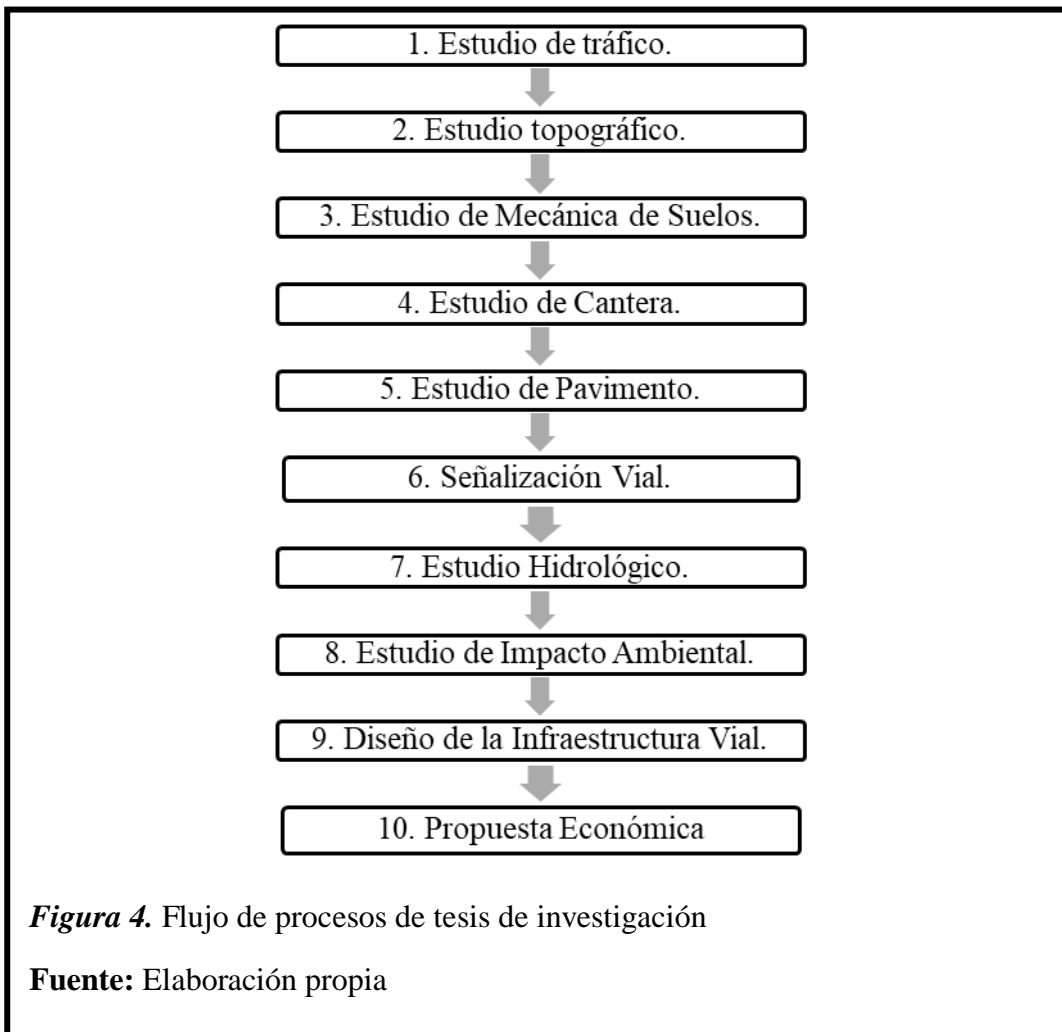 1. Estudio de tráfico.
2. Estudio topográfico.
3. Estudio de Mecánica de Suelos.
4. Estudio de Cantera.
5. Estudio de Pavimento.
6. Señalización Vial.
7. Estudio Hidrológico.
8. Estudio de Impacto Ambiental.
9. Diseño de la Infraestructura Vial.
10. Propuesta Económica
Figura 4. Flujo de procesos de tesis de investigación
Fuente: Elaboración propia